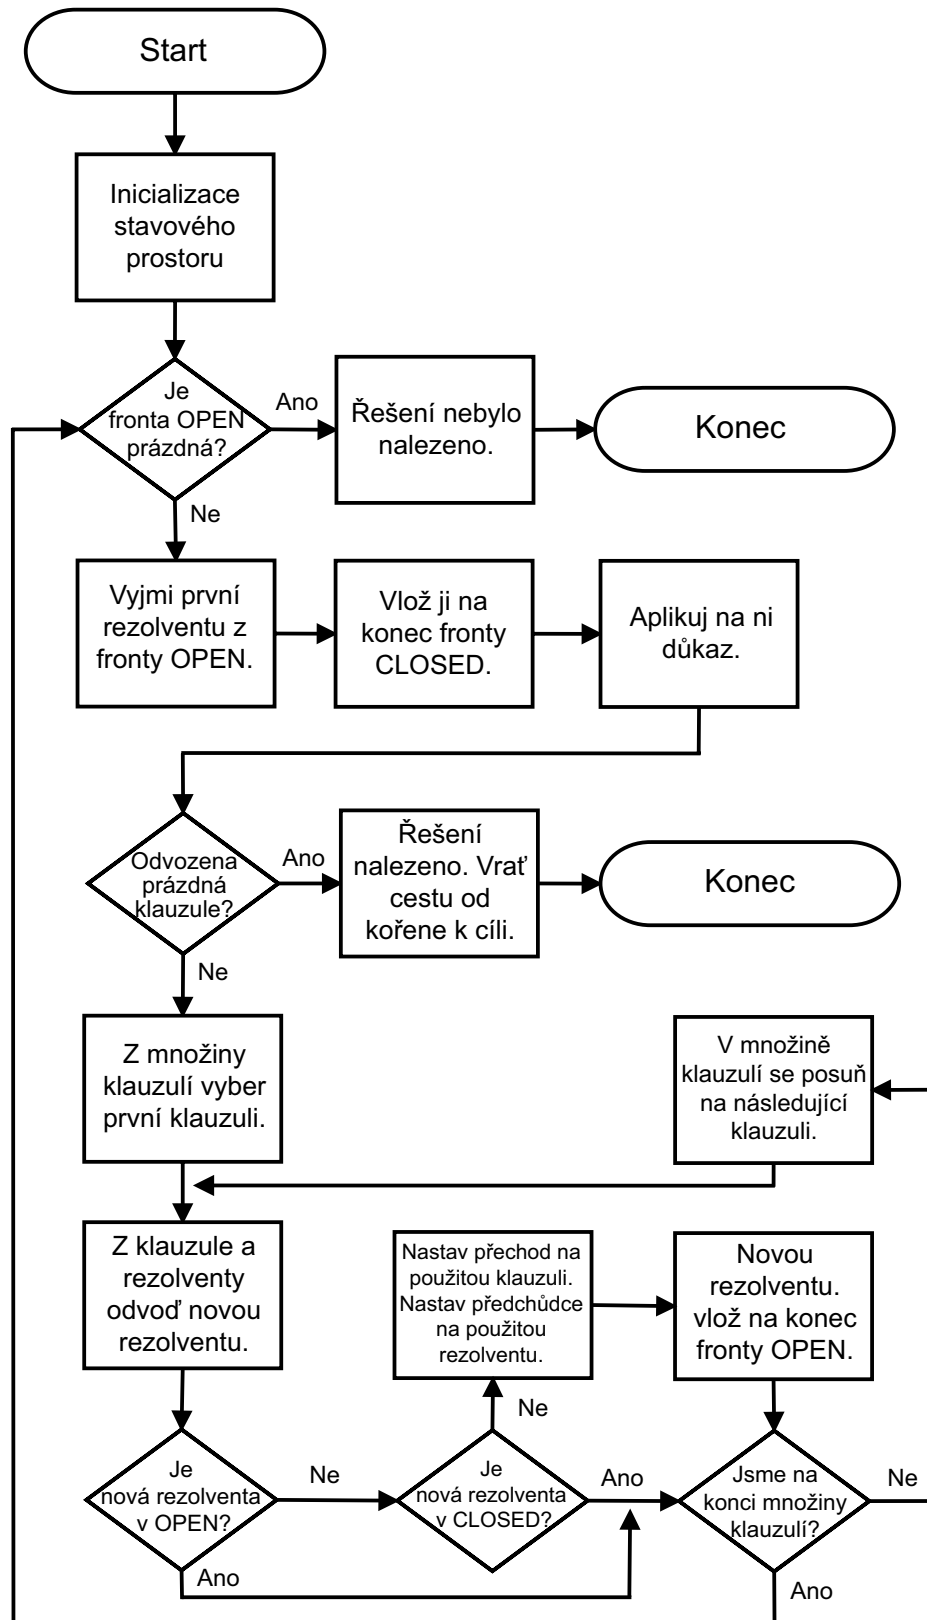 Start
Inicializace
stavového
prostoru
Je
fronta OPEN
prázdná?
Ano
Řešení nebylo
nalezeno.
Konec
Ne
Vyjmi první
rezolventu z
fronty OPEN.
Vlož ji na
konec fronty
CLOSED.
Aplikuj na ni
důkaz.
Odvozena
prázdná
klauzule?
Ano
Řešení
nalezeno. Vrať
cestu od
kořene k cíli.
Konec
Ne
Z množiny
klauzulí vyber
první klauzuli.
V množině
klauzulí se posuň
na následující
klauzuli.
Z klauzule a
rezolventy
odvoď novou
rezolventu.
Nastav přechod na
použitou klauzuli.
Nastav předchůdce
na použitou
rezolventu.
Novou
rezolventu.
vlož na konec
fronty OPEN.
Je
nová rezolventa
v OPEN?
Ne
Ano
Je
nová rezolventa
v CLOSED?
Ne
Ano
Jsme na
konci množiny
klauzulí?
Ne
Ano